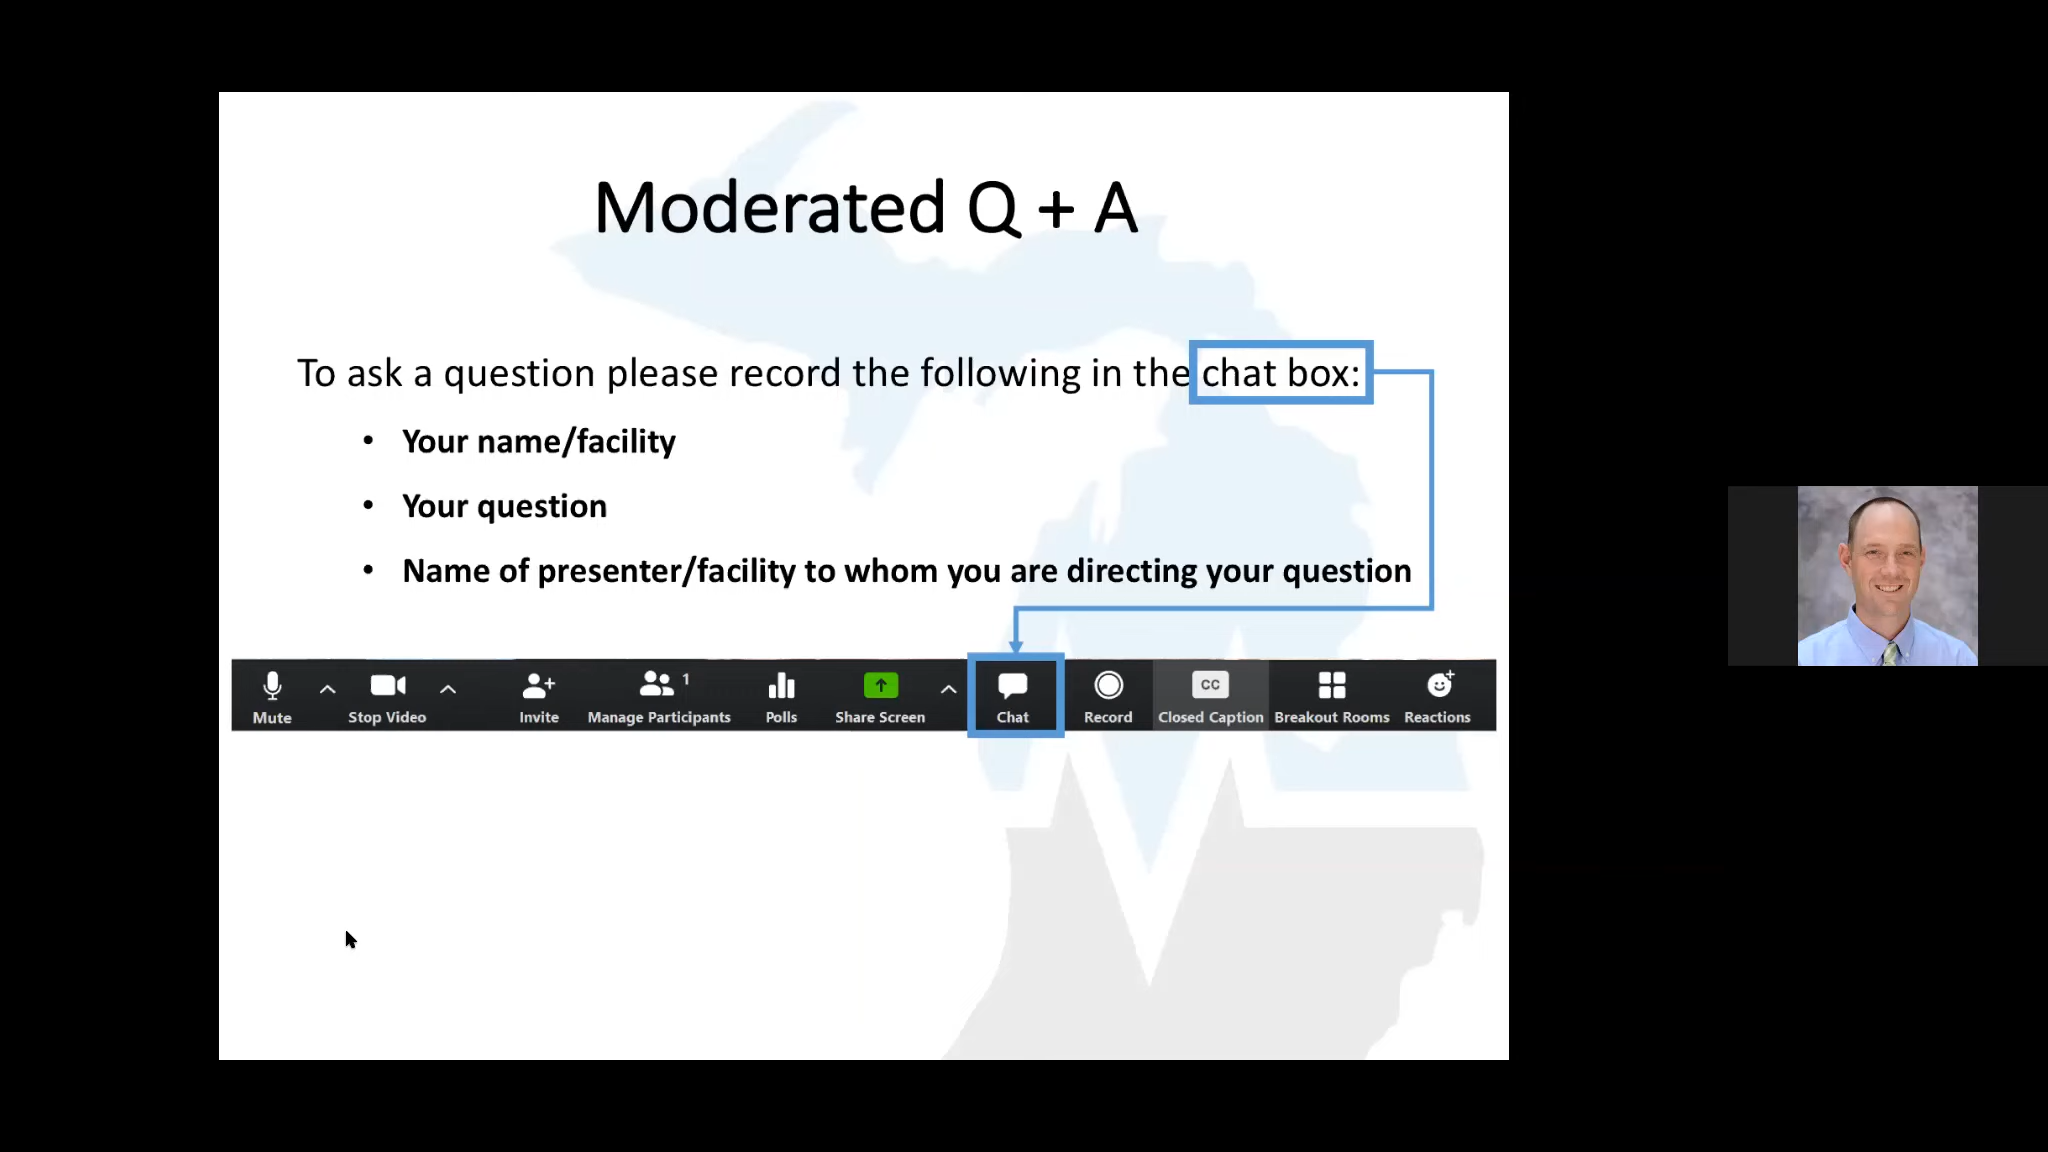 Moderated Q + A
To ask a question please record the following in the chat box:
• Your name/facility
• Your question
• Name of presenter/facility to whom you are directing your question
1
Mute Stop Video Invite Manage Participants Polls Share Screen Chat Record Closed Caption Breakout Rooms Reactions
CC